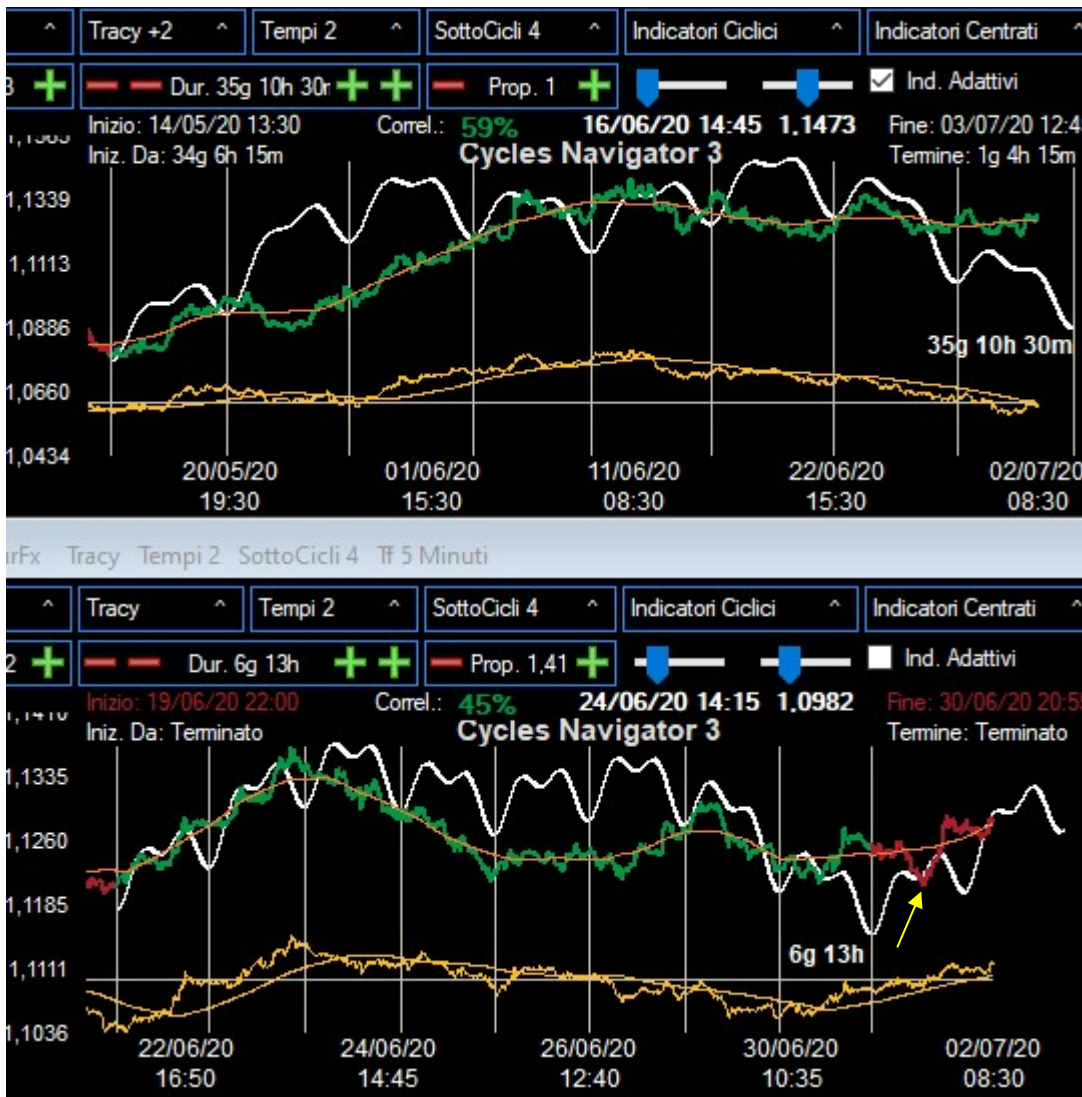 ^ Tracy +2 ^ Tempi 2 ^ SottoCicli 4 ^ Indicatori Ciclici ^ Indicatori Centrati ^
Dur. 35g 10h 30m Prop. 1 Ind. Adattivi
Inizio: 14/05/20 13:30 Correl.: 59% 16/06/20 14:45 1,1473 Fine: 03/07/20 12:4
Iniz. Da: 34g 6h 15m Cycles Navigator 3 Termine: 1g 4h 15m
1,1339
1,1113
1,0886
35g 10h 30m
1,0660
1,0434
20/05/20 01/06/20 11/06/20 22/06/20 02/07/20
19:30 15:30 08:30 15:30 08:30
Tracy Tempi 2 SottoCicli 4 Tf 5 Minuti
^ Tracy ^ Tempi 2 ^ SottoCicli 4 ^ Indicatori Ciclici ^ Indicatori Centrati ^
2 Dur. 6g 13h Prop. 1,41 Ind. Adattivi
Inizio: 19/06/20 22:00 Correl.: 45% 24/06/20 14:15 1,0982 Fine: 30/06/20 20:5
Iniz. Da: Terminato Cycles Navigator 3 Termine: Terminato
1,1335
1,1260
1,1185
6g 13h
1,1111
1,1036
22/06/20 24/06/20 26/06/20 30/06/20 02/07/20
16:50 14:45 12:40 10:35 08:30